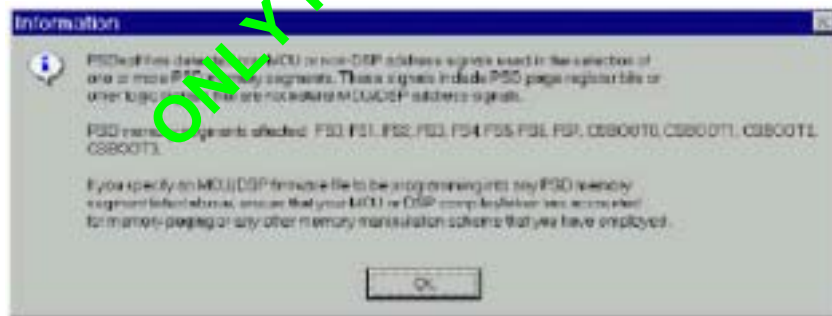 Information
PSDsoft has detected non-MCU or non-DSP address signals used in the selection of
one or more PSD memory segments. These signals include PSD page register bits or
other logic that are not MCU/DSP address signals.
PSD memory segments affected: FS0, FS1, FS2, FS3, FS4, FS5, FS6, FS7, CSBOOT0, CSBOOT1, CSBOOT2,
CSBOOT3.
If you specify an MCU/DSP firmware file to be programming into any PSD memory
segment listed above, ensure that your MCU or DSP compiler/linker has accounted
for memory paging or any other memory manipulation scheme that you have employed.
OK
ONLY